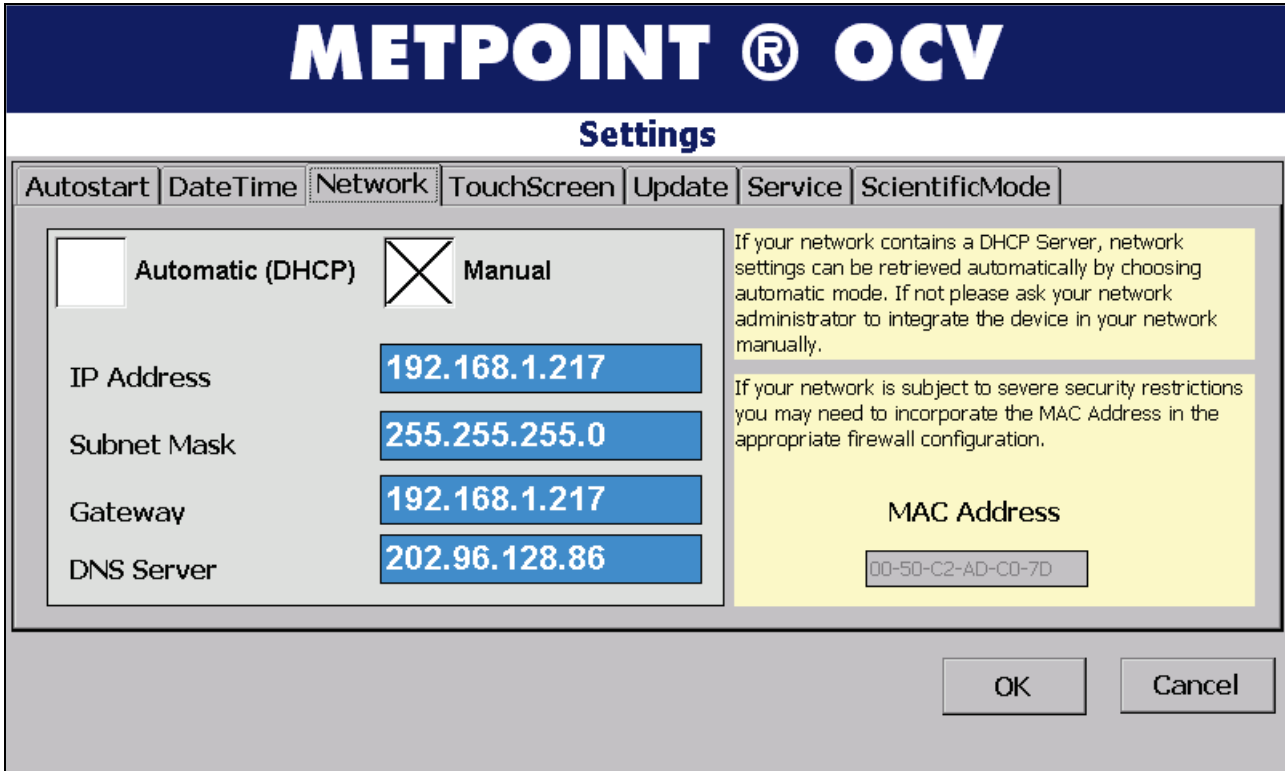 METPOINT ® OCV
Settings
Autostart DateTime Network TouchScreen Update Service ScientificMode
Automatic (DHCP) Manual
IP Address 192.168.1.217
Subnet Mask 255.255.255.0
Gateway 192.168.1.217
DNS Server 202.96.128.86
If your network contains a DHCP Server, network
settings can be retrieved automatically by choosing
automatic mode. If not please ask your network
administrator to integrate the device in your network
manually.
If your network is subject to severe security restrictions
you may need to incorporate the MAC Address in the
appropriate firewall configuration.
MAC Address
00-50-C2-AD-C0-7D
OK Cancel